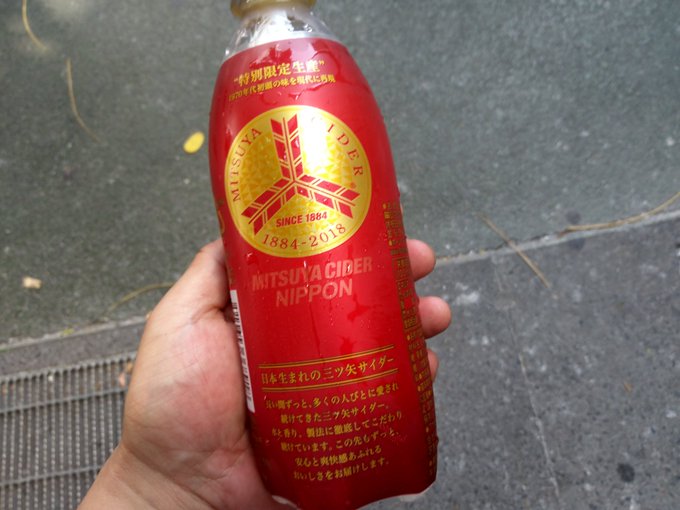 "特別限定生産"
1970年代初頭の味を現代に再現
MITSUYA CIDER®
SINCE 1884
1884-2018
MITSUYA CIDER
NIPPON
日本生まれの三ツ矢サイダー
長い間ずっと、多くの人びとに愛され
続けてきた三ツ矢サイダー。
水と香り、製法に徹底してこだわり
続けています。この先もずっと、
安心と爽快感あふれる
おいしさをお届けします。